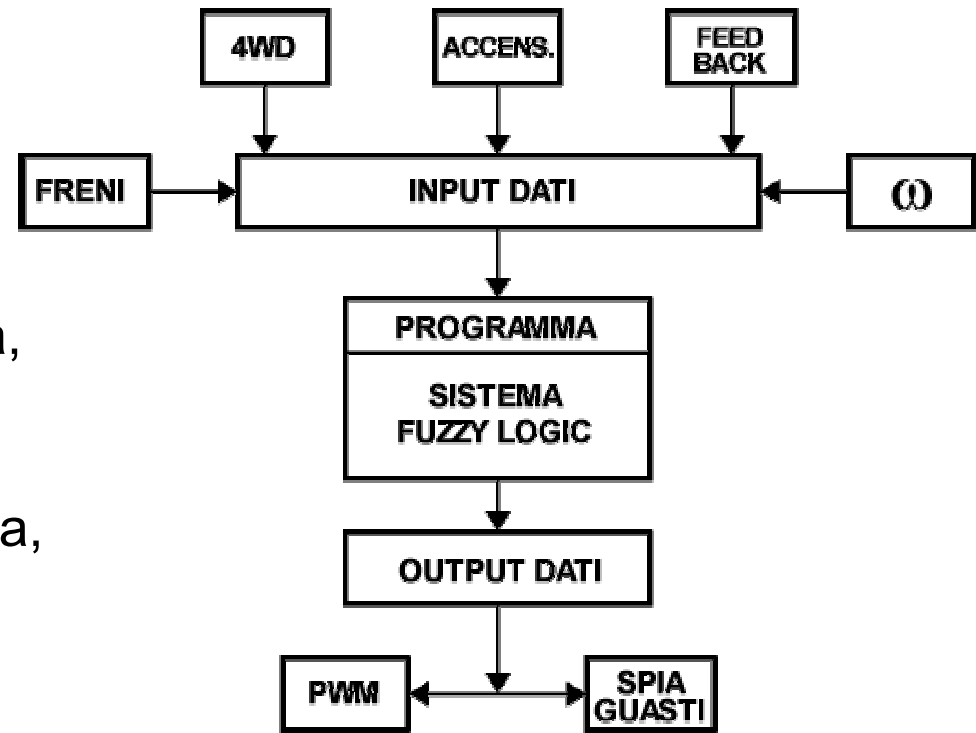 4WD
ACCENS.
FEED
BACK
FRENI
INPUT DATI
ω
PROGRAMMA
SISTEMA
FUZZY LOGIC
OUTPUT DATI
PWM
SPIA
GUASTI